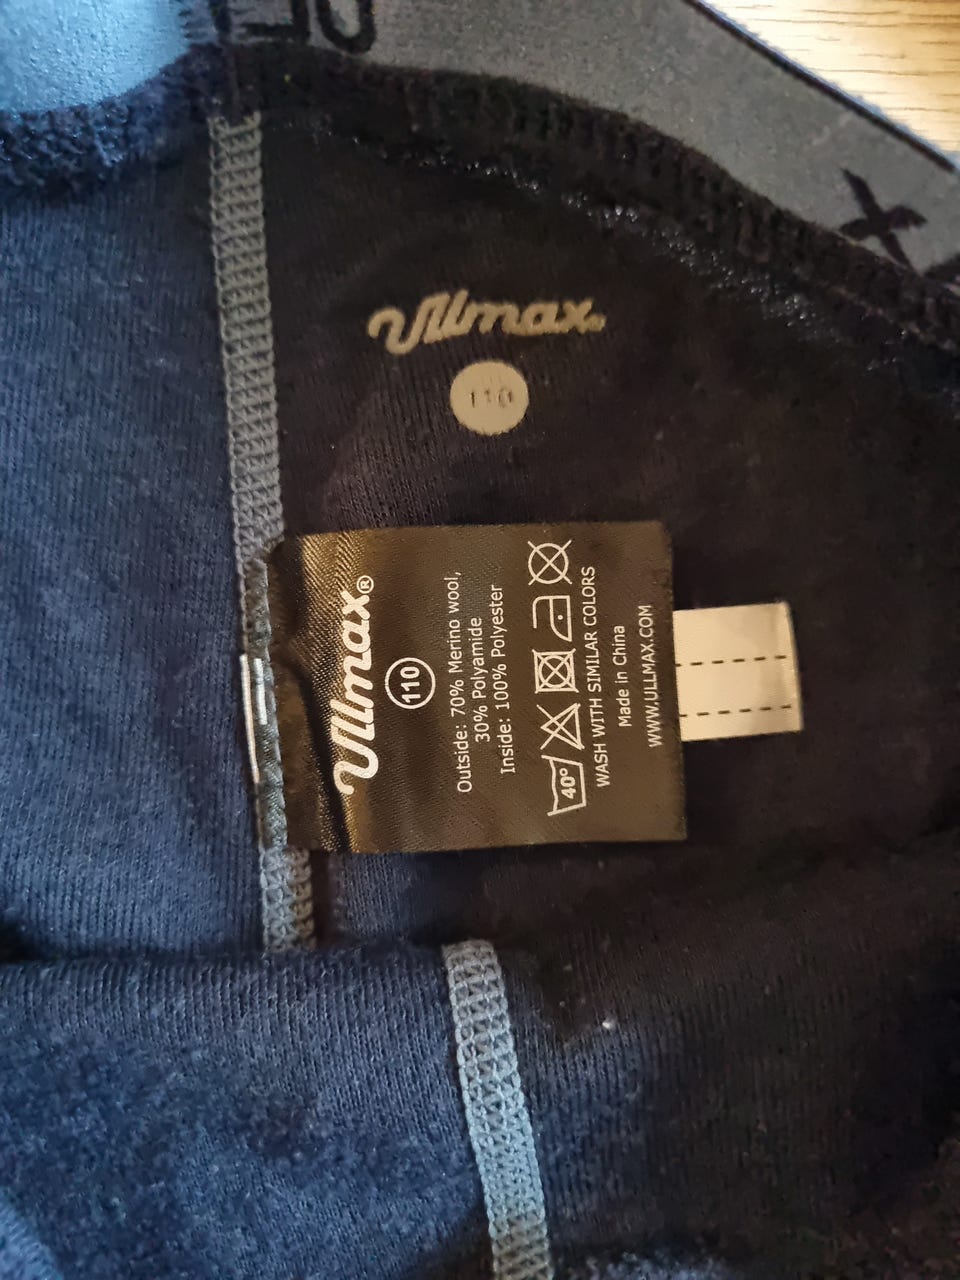 Ullmax
110
Ullmax®
110
Outside: 70% Merino wool,
30% Polyamide
Inside: 100% Polyester
40°
WASH WITH SIMILAR COLORS
Made in China
WWW.ULLMAX.COM
X